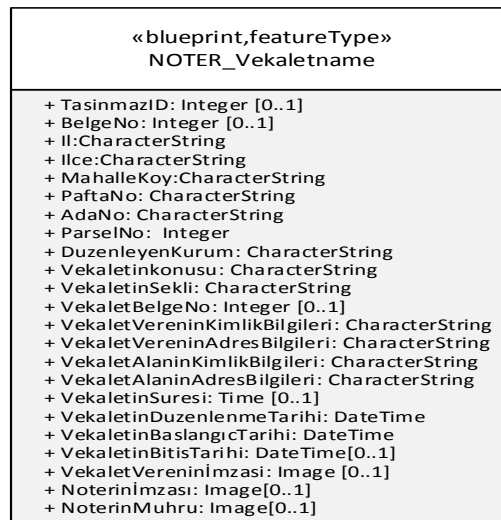 «blueprint,featureType»
NOTER_Vekaletname
+ TasinmazID: Integer [0..1]
+ BelgeNo: Integer [0..1]
+ Il:CharacterString
+ Ilce:CharacterString
+ MahalleKoy:CharacterString
+ PaftaNo: CharacterString
+ AdaNo: CharacterString
+ ParselNo: Integer
+ DuzenleyenKurum: CharacterString
+ Vekaletinkonusu: CharacterString
+ VekaletinSekli: CharacterString
+ VekaletBelgeNo: Integer [0..1]
+ VekaletVereninKimlikBilgileri: CharacterString
+ VekaletVereninAdresBilgileri: CharacterString
+ VekaletAlaninKimlikBilgileri: CharacterString
+ VekaletAlaninAdresBilgileri: CharacterString
+ VekaletinSuresi: Time [0..1]
+ VekaletinDuzenlenmeTarihi: DateTime
+ VekaletinBaslangıcTarihi: DateTime
+ VekaletinBitisTarihi: DateTime[0..1]
+ VekaletVereninİmzasi: Image [0..1]
+ Noterinİmzası: Image[0..1]
+ NoterinMuhru: Image[0..1]